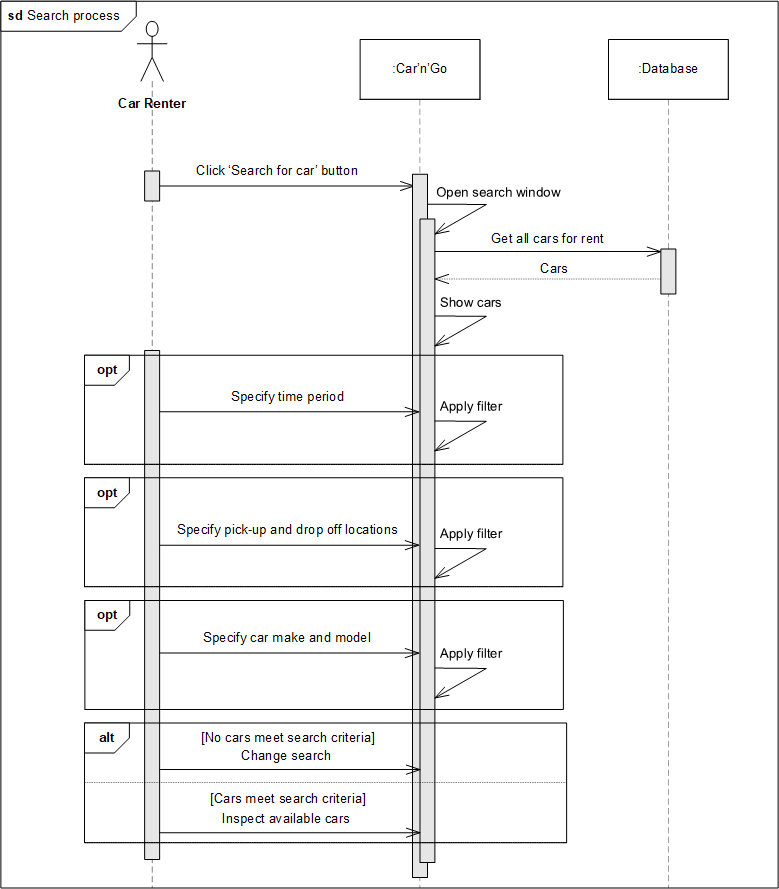 sd Search process
:Car'n'Go
:Database
Car Renter
Click ‘Search for car’ button
Open search window
Get all cars for rent
Cars
Show cars
opt
Specify time period
Apply filter
opt
Specify pick-up and drop off locations
Apply filter
opt
Specify car make and model
Apply filter
alt
[No cars meet search criteria]
Change search
[Cars meet search criteria]
Inspect available cars